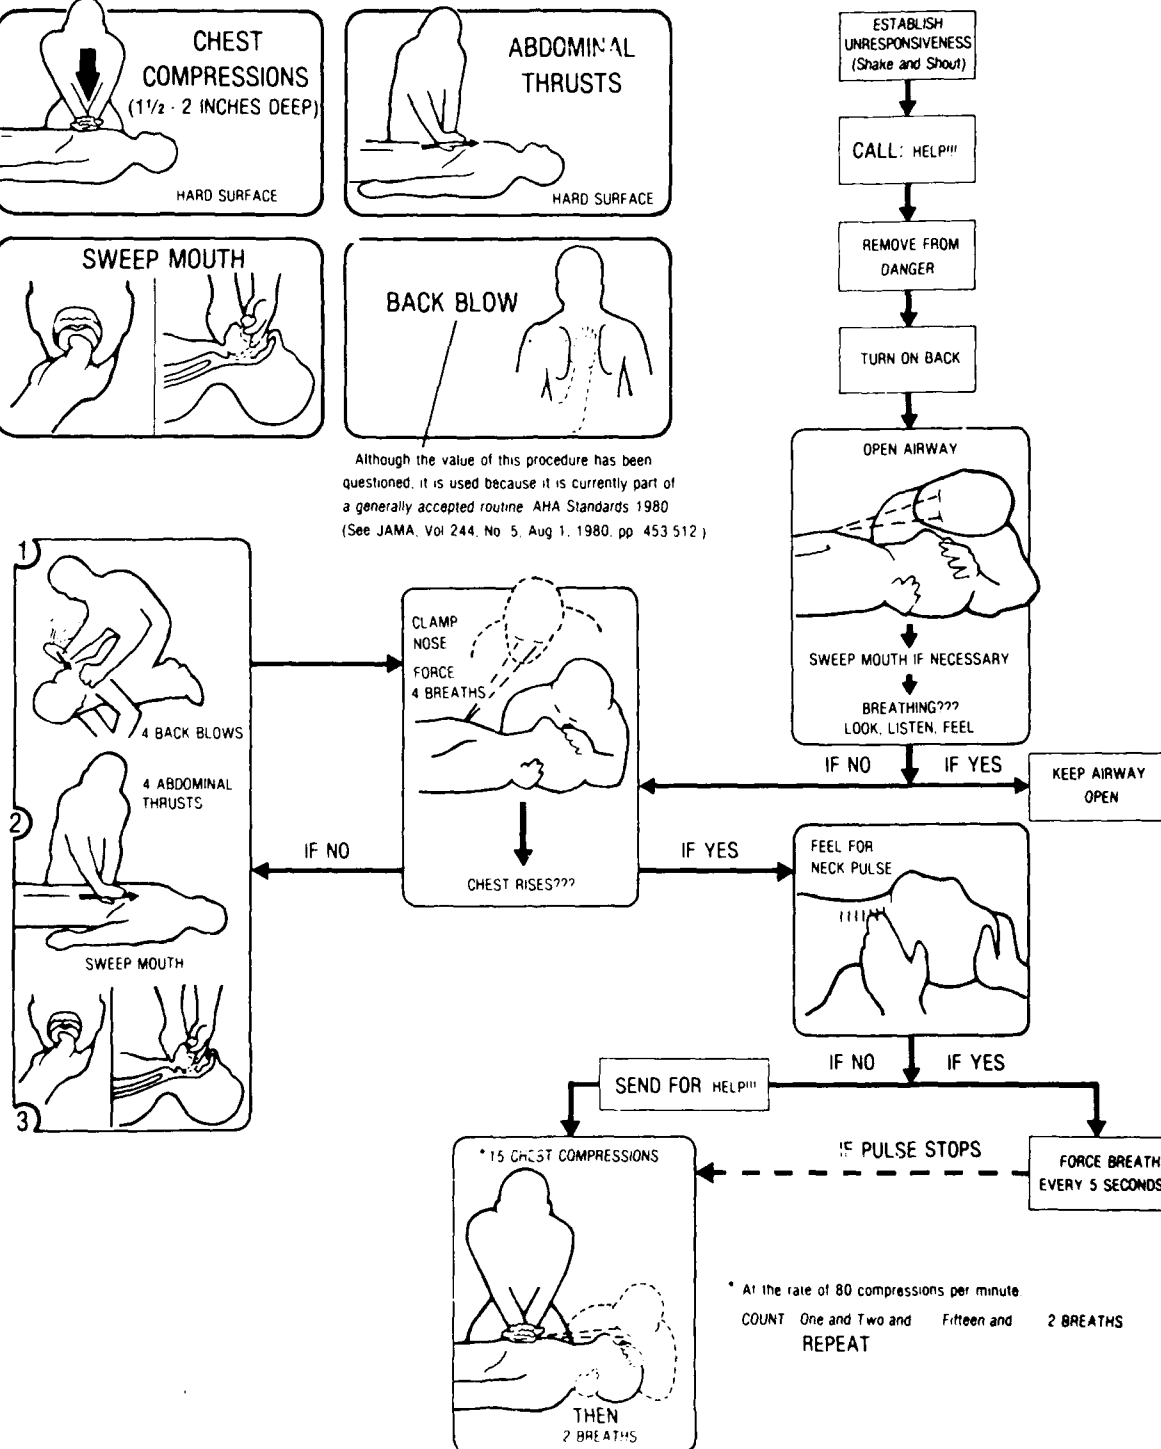 CHEST
COMPRESSIONS
(1 1/2 - 2 INCHES DEEP)
HARD SURFACE
ABDOMINAL
THRUSTS
HARD SURFACE
SWEEP MOUTH
BACK BLOW
Although the value of this procedure has been
questioned, it is used because it is currently part of
a generally accepted routine AHA Standards 1980
(See JAMA, Vol 244, No 5, Aug 1, 1980, pp 453 512)
ESTABLISH
UNRESPONSIVENESS
(Shake and Shout)
CALL: HELP!!!
REMOVE FROM
DANGER
TURN ON BACK
OPEN AIRWAY
SWEEP MOUTH IF NECESSARY
BREATHING???
LOOK, LISTEN, FEEL
IF NO
IF YES
KEEP AIRWAY
OPEN
CLAMP
NOSE
FORCE
4 BREATHS
CHEST RISES???
IF NO
IF YES
1
4 BACK BLOWS
2
4 ABDOMINAL
THRUSTS
SWEEP MOUTH
3
FEEL FOR
NECK PULSE
IF NO
IF YES
SEND FOR HELP!!!
FORCE BREATH
EVERY 5 SECONDS
IF PULSE STOPS
*15 CHEST COMPRESSIONS
THEN
2 BREATHS
* At the rate of 80 compressions per minute
COUNT One and Two and Fifteen and 2 BREATHS
REPEAT